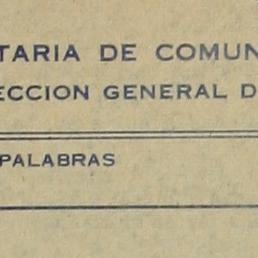 TARIA DE COMUN
ECCION GENERAL D
PALABRAS